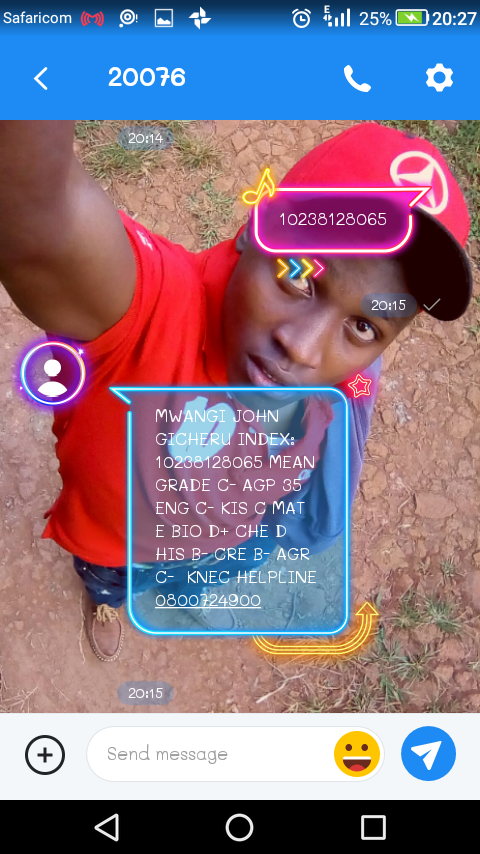 Safaricom 25% 20:27
20076
20:14
10238128065
20:15
MWANGI JOHN
GICHERU INDEX:
10238128065 MEAN
GRADE C- AGP 35
ENG C- KIS C MAT
E BIO D+ CHE D
HIS B- CRE B- AGR
C- KNEC HELPLINE
0800724900
20:15
Send message